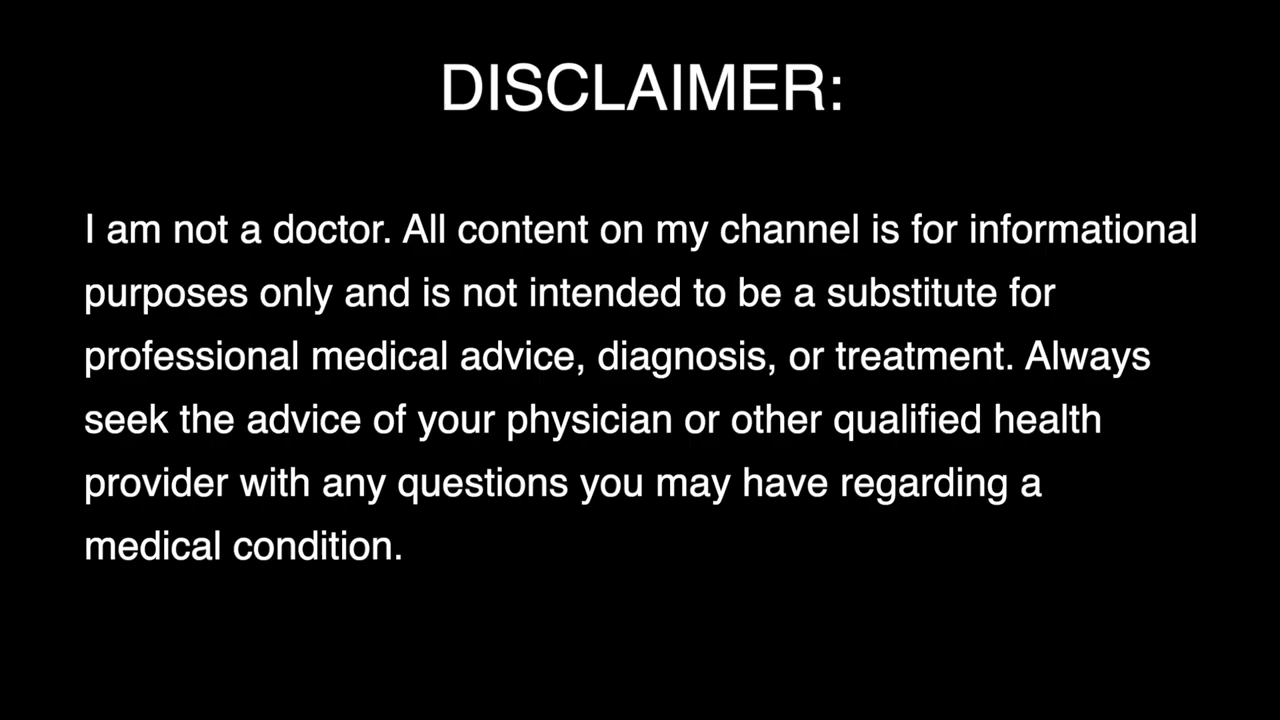 DISCLAIMER:
I am not a doctor. All content on my channel is for informational
purposes only and is not intended to be a substitute for
professional medical advice, diagnosis, or treatment. Always
seek the advice of your physician or other qualified health
provider with any questions you may have regarding a
medical condition.